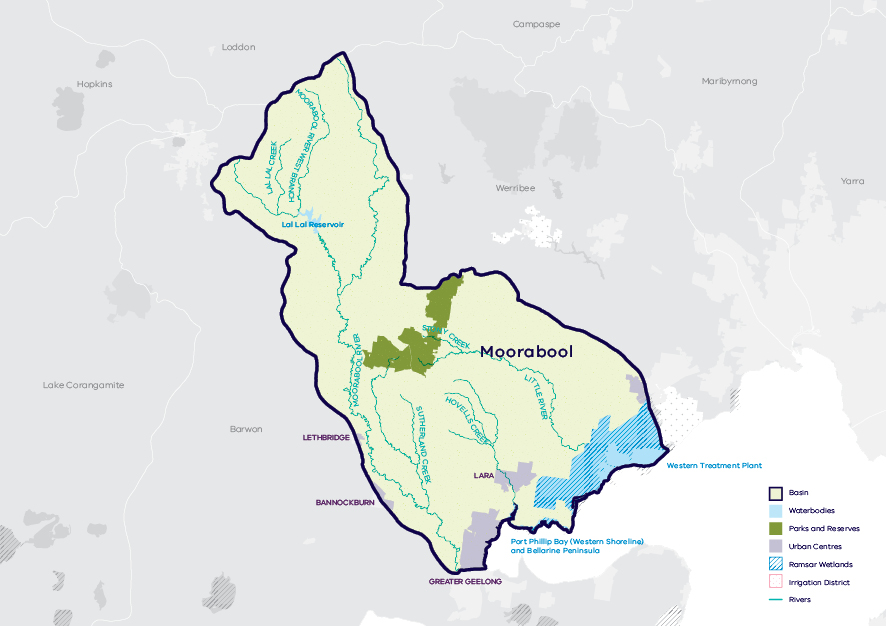 Campaspe
Loddon
Hopkins
Maribyrnong
MOORABOOL RIVER WEST BRANCH
LAL LAL CREEK
Yarra
Werribee
Lal Lal Reservoir
STONY CREEK
Moorabool
MOORABOOL RIVER
LITTLE RIVER
Lake Corangamite
HOVELLS CREEK
SUTHERLAND CREEK
Barwon
LETHBRIDGE
Western Treatment Plant
LARA
BANNOCKBURN
Port Phillip Bay (Western Shoreline)
and Bellarine Peninsula
GREATER GEELONG
Basin
Waterbodies
Parks and Reserves
Urban Centres
Ramsar Wetlands
Irrigation District
Rivers